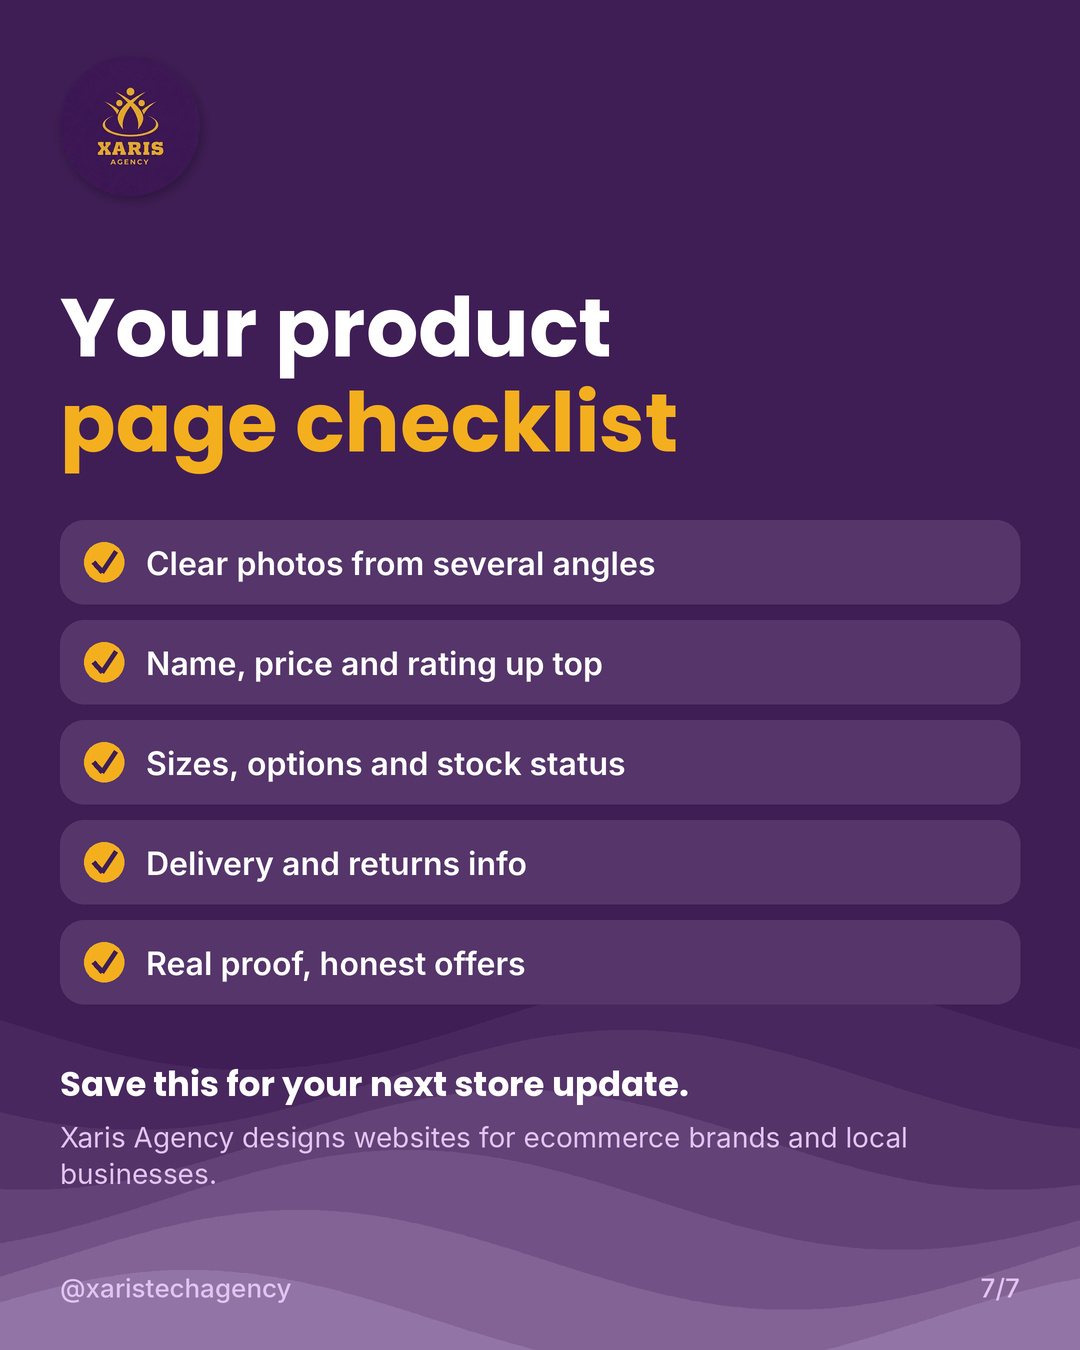 XARIS
AGENCY
Your product
page checklist
Clear photos from several angles
Name, price and rating up top
Sizes, options and stock status
Delivery and returns info
Real proof, honest offers
Save this for your next store update.
Xaris Agency designs websites for ecommerce brands and local
businesses.
@xaristechagency
7/7